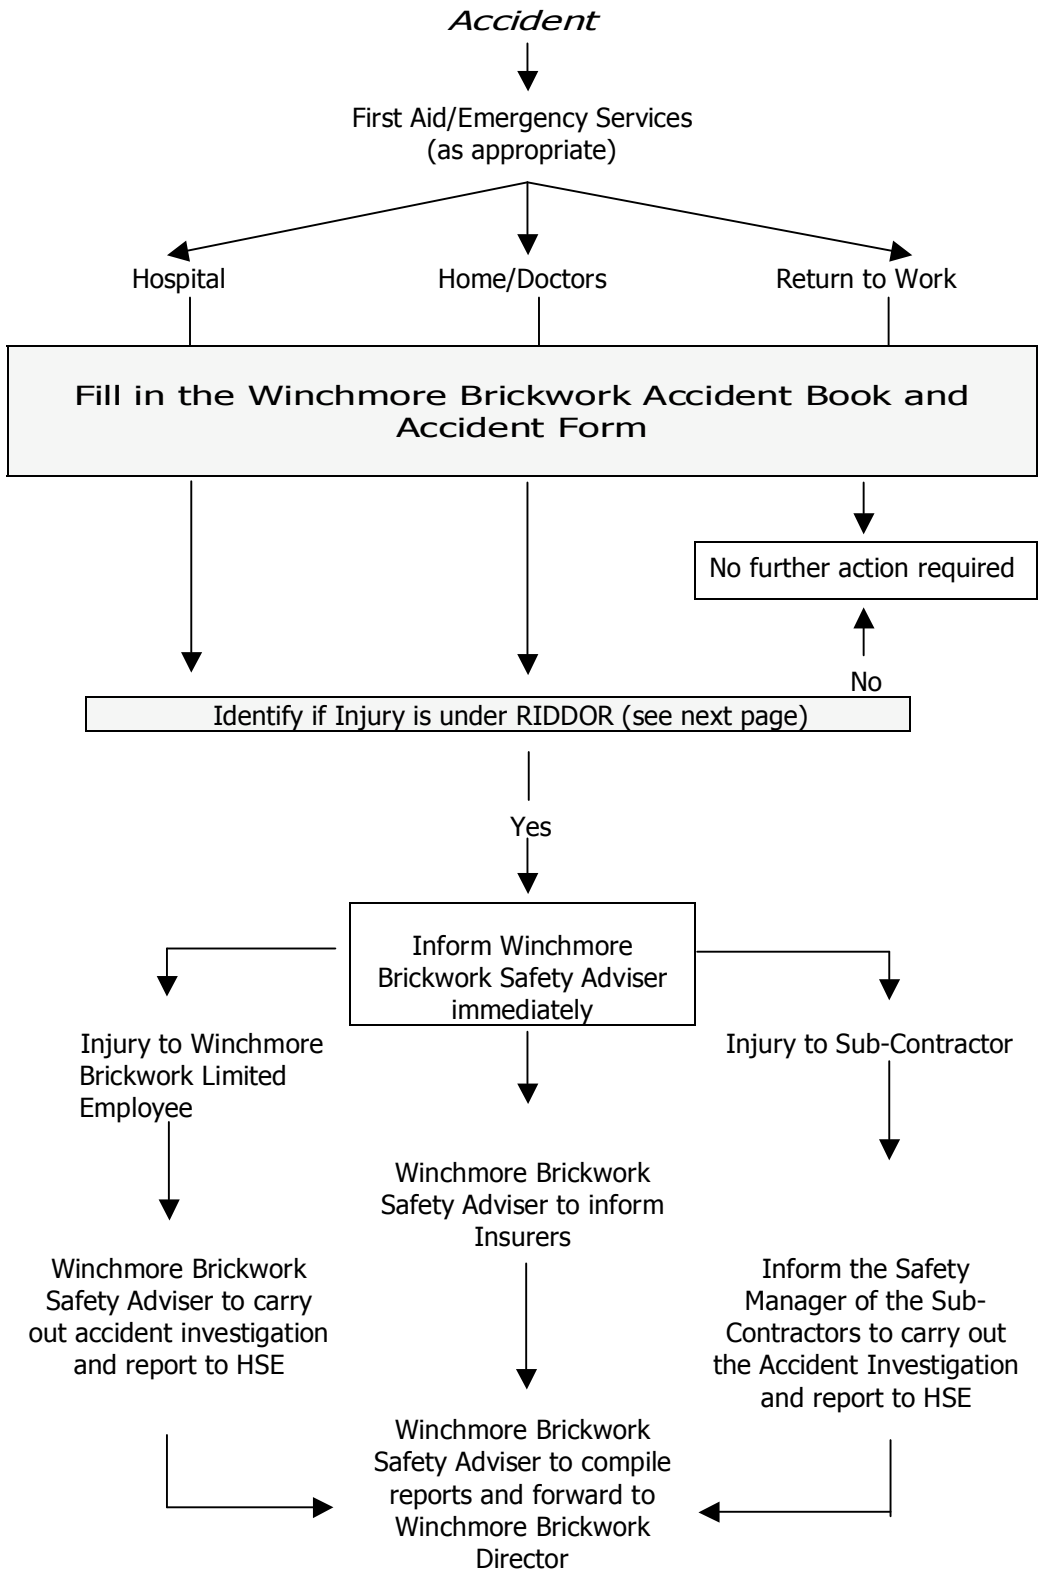 Accident
First Aid/Emergency Services
(as appropriate)
Hospital
Home/Doctors
Return to Work
Fill in the Winchmore Brickwork Accident Book and
Accident Form
No further action required
No
Identify if Injury is under RIDDOR (see next page)
Yes
Inform Winchmore
Brickwork Safety Adviser
immediately
Injury to Winchmore
Brickwork Limited
Employee
Injury to Sub-Contractor
Winchmore Brickwork
Safety Adviser to inform
Insurers
Winchmore Brickwork
Safety Adviser to carry
out accident investigation
and report to HSE
Inform the Safety
Manager of the Sub-
Contractors to carry out
the Accident Investigation
and report to HSE
Winchmore Brickwork
Safety Adviser to compile
reports and forward to
Winchmore Brickwork
Director